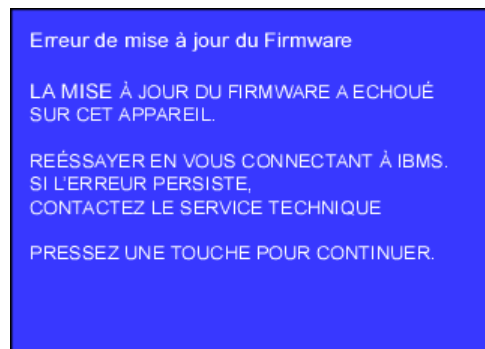 Erreur de mise à jour du Firmware
LA MISE À JOUR DU FIRMWARE A ECHOUÉ
SUR CET APPAREIL.
REÉSSAYER EN VOUS CONNECTANT À IBMS.
SI L'ERREUR PERSISTE,
CONTACTEZ LE SERVICE TECHNIQUE
PRESSEZ UNE TOUCHE POUR CONTINUER.